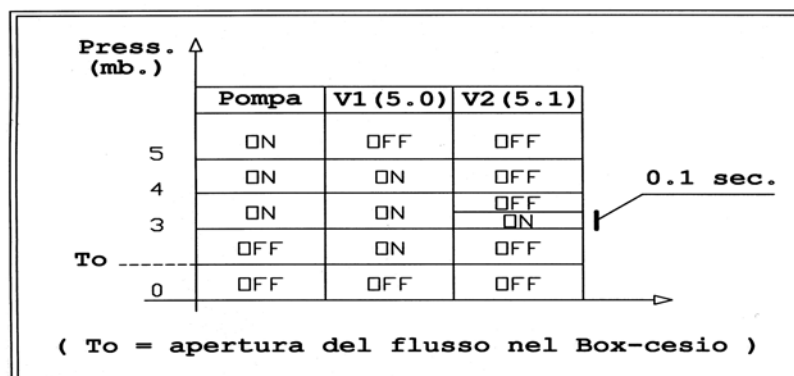 Press.
(mb.)
Pompa V1(5.0) V2(5.1)
5 ON OFF OFF
4 ON ON OFF
0.1 sec.
OFF
3 ON ON ON
To OFF ON OFF
0 OFF OFF OFF
( To = apertura del flusso nel Box-cesio )